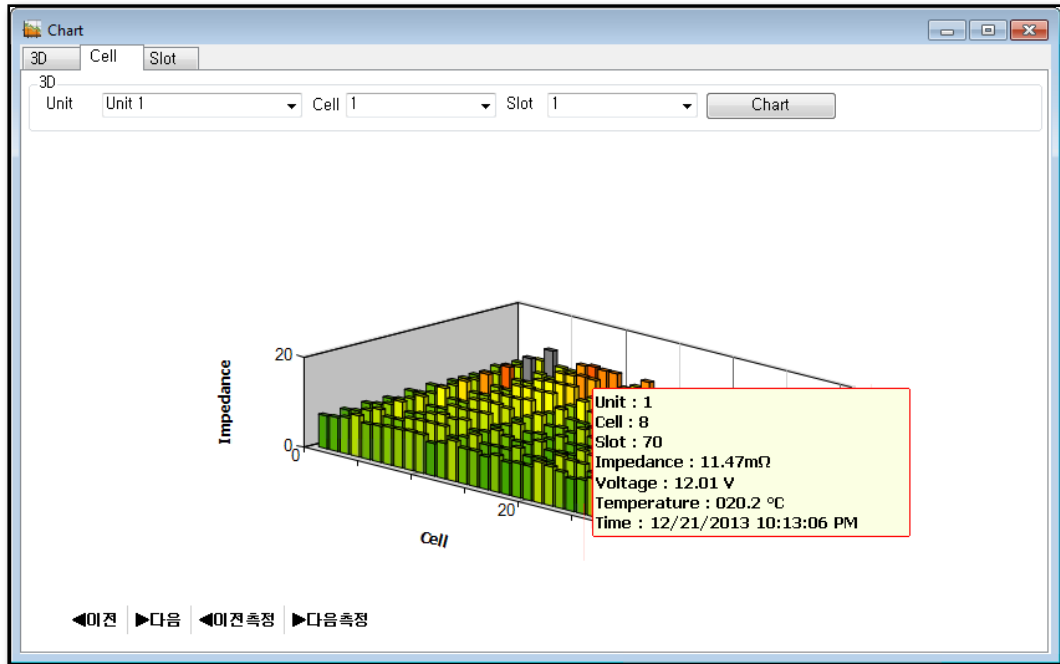 Chart
3D Cell Slot
3D
Unit Unit 1 Cell 1 Slot 1 Chart
20
Impedance
0
0
20
Cell
Unit : 1
Cell : 8
Slot : 70
Impedance : 11.47mΩ
Voltage : 12.01 V
Temperature : 020.2 ℃
Time : 12/21/2013 10:13:06 PM
◀이전 ▶다음 ◀이전측정 ▶다음측정